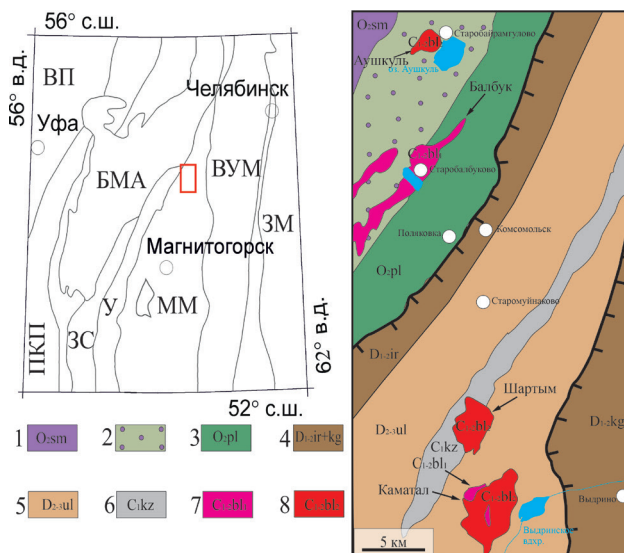 56° с.ш.
56° в.д.
ВП
Уфа
Челябинск
БМА
ВУМ
ЗМ
Магнитогорск
У
ММ
ЗС
ПКП
62° в.д.
52° с.ш.
1 O₂sm
2
3 O₂pl
4 D₁₋₂ir+kg
5 D₂₋₃ul
6 C₁kz
7 C₁₋₂bl₁
8 C₁₋₂bl₂
O₂sm
Старобайрамгулово
Аушкуль
оз. Аушкуль
Балбук
C₁₋₂bl₁
Старобалбуково
Поляковка
Комсомольск
O₂pl
Старомуйнаково
D₁₋₂ir
Шартым
D₁₋₂kg
D₂₋₃ul
C₁kz
C₁₋₂bl₁
Каматал
Выдрино
Выдринское
вдхр.
5 км